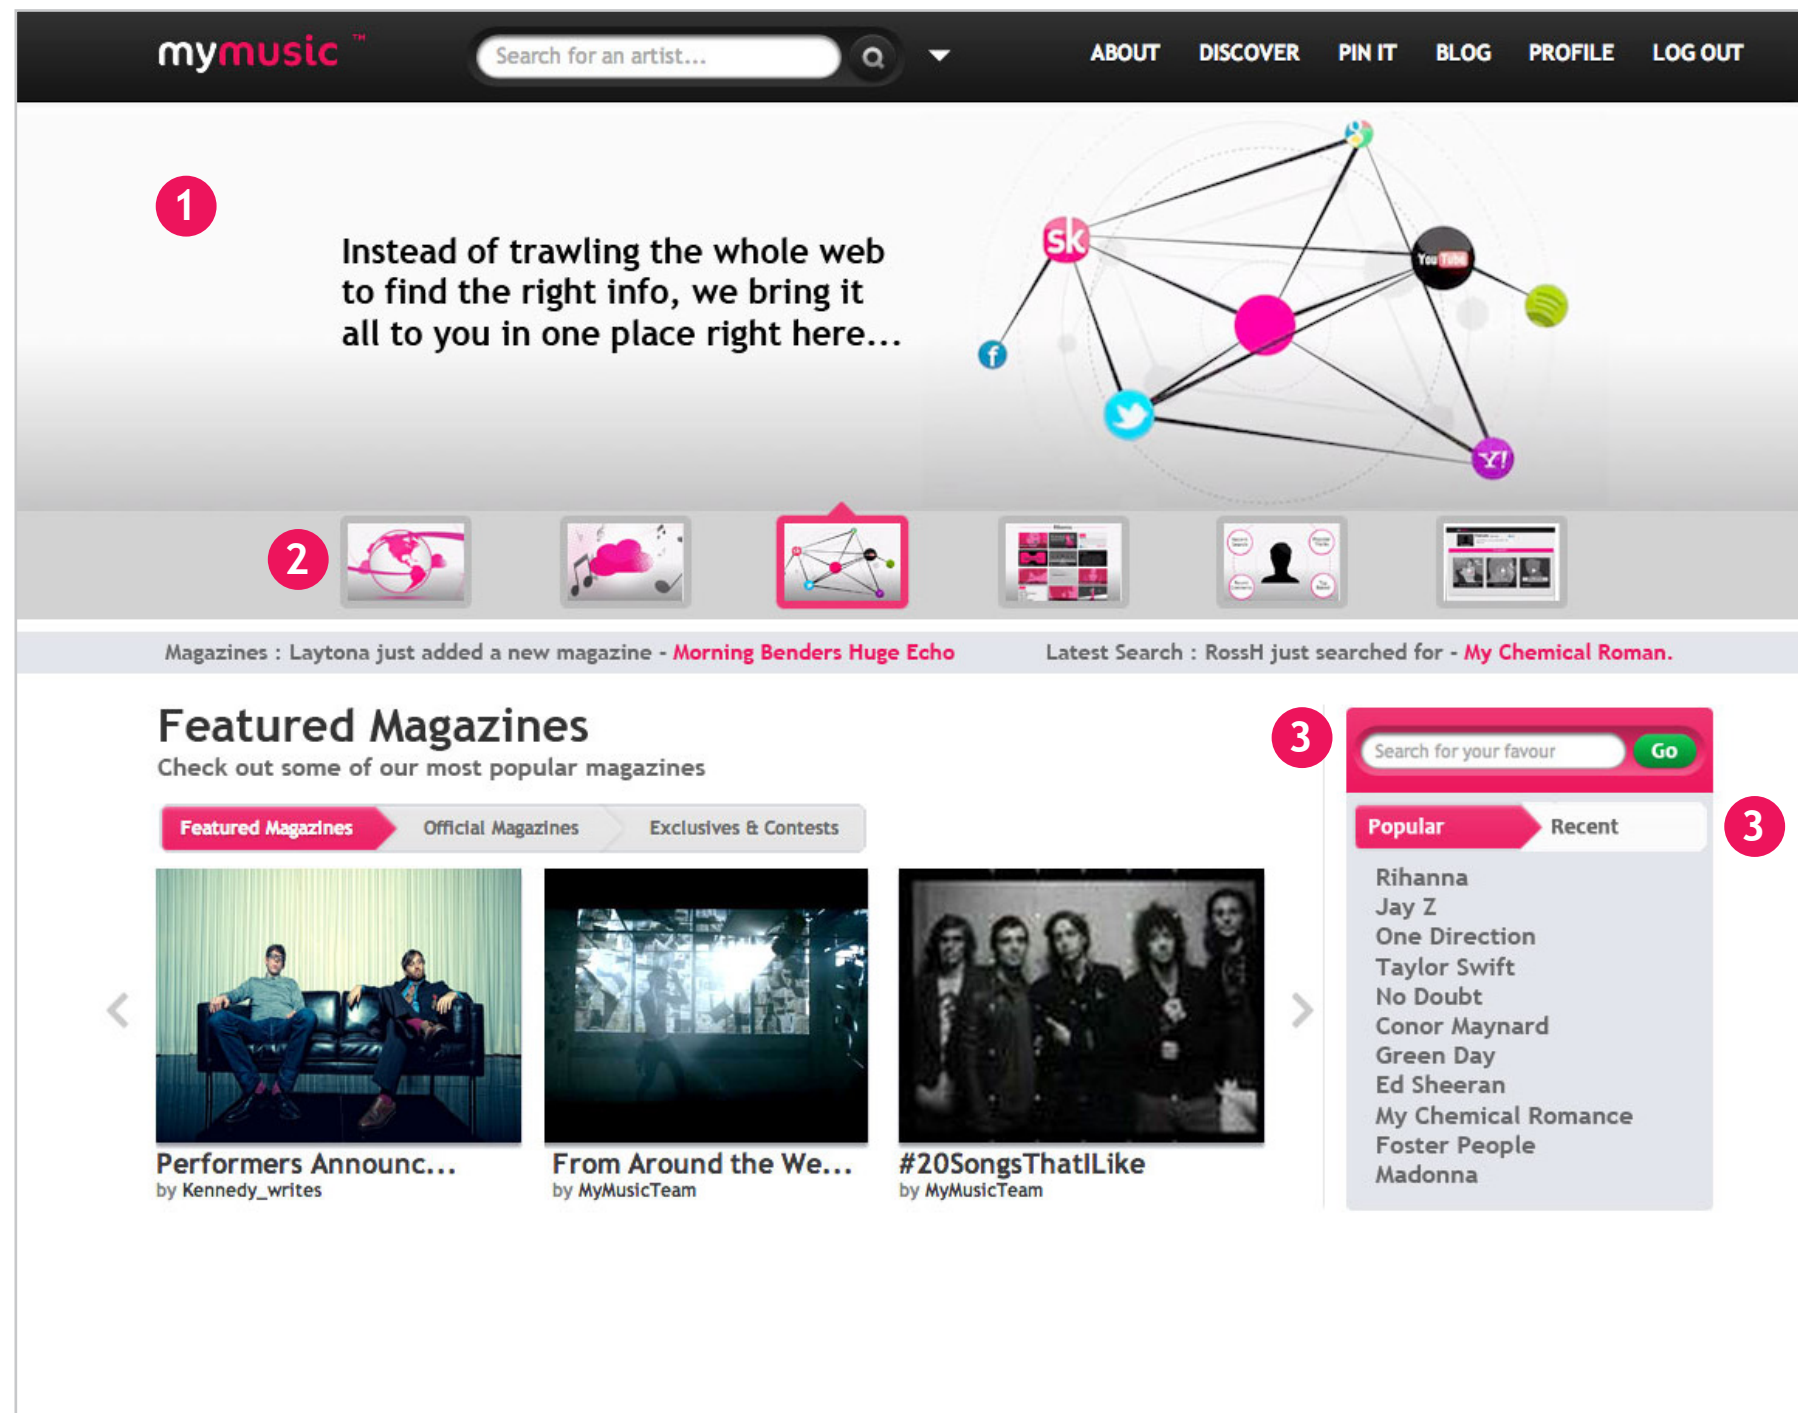 mymusic ™
Search for an artist...
ABOUT DISCOVER PIN IT BLOG PROFILE LOG OUT
1
Instead of trawling the whole web
to find the right info, we bring it
all to you in one place right here...
sk
You Tube
f
Y!
2
Magazines : Laytona just added a new magazine - Morning Benders Huge Echo
Latest Search : RossH just searched for - My Chemical Roman.
Featured Magazines
Check out some of our most popular magazines
Featured Magazines Official Magazines Exclusives & Contests
Performers Announc...
by Kennedy_writes
From Around the We...
by MyMusicTeam
#20SongsThatILike
by MyMusicTeam
3
Search for your favour
Go
Popular Recent
3
Rihanna
Jay Z
One Direction
Taylor Swift
No Doubt
Conor Maynard
Green Day
Ed Sheeran
My Chemical Romance
Foster People
Madonna